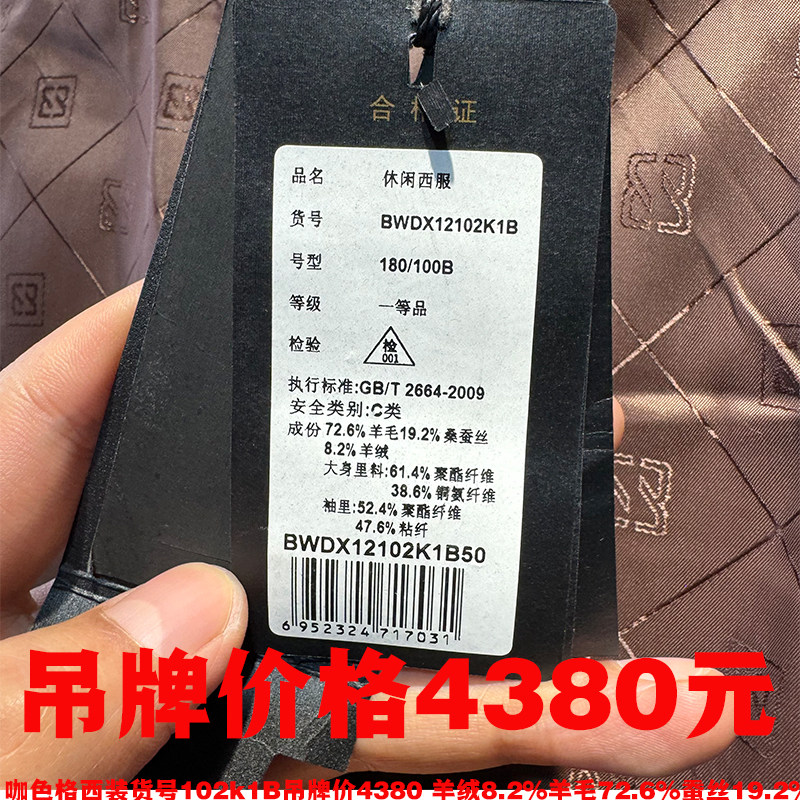 合格证
品名 休闲西服
货号 BWDX12102K1B
号型 180/100B
等级 一等品
检验 检 001
执行标准:GB/T 2664-2009
安全类别:C类
成份 72.6% 羊毛19.2% 桑蚕丝
8.2% 羊绒
大身里料:61.4% 聚酯纤维
38.6% 铜氨纤维
袖里:52.4% 聚酯纤维
47.6% 粘纤
BWDX12102K1B50
6 952324 717031
吊牌价格4380元
咖色格西装货号102k1B吊牌价4380 羊绒8.2%羊毛72.6%蚕丝19.2%